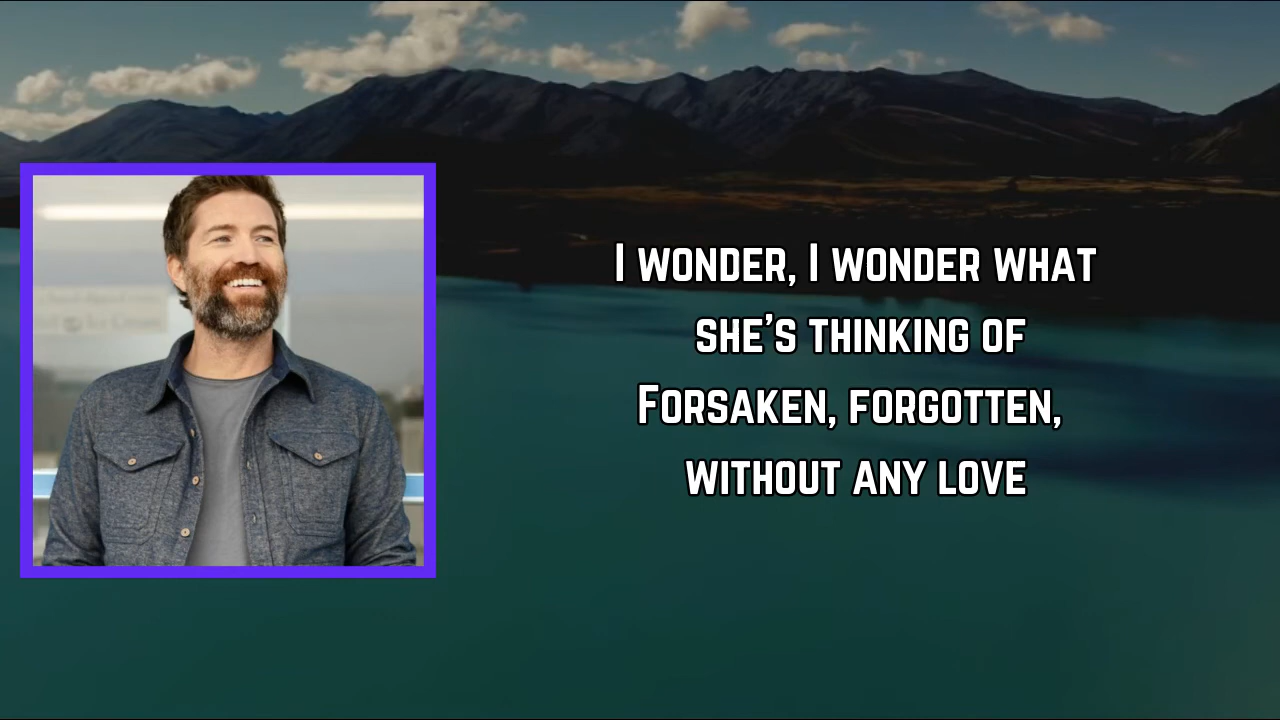 I wonder, I wonder what
she's thinking of
Forsaken, forgotten,
without any love